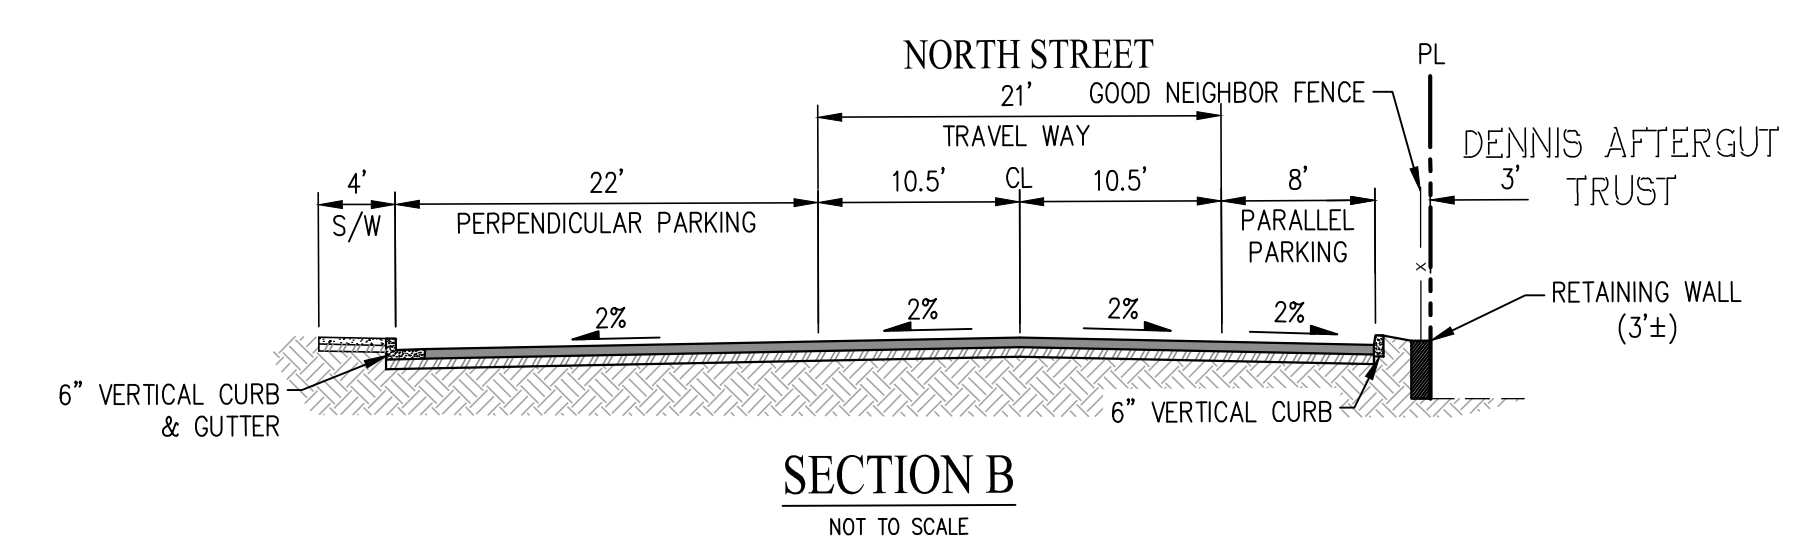 NORTH STREET
PL
21'
GOOD NEIGHBOR FENCE
TRAVEL WAY
DENNIS AFTERGUT
TRUST
4'
22'
10.5'
CL
10.5'
8'
3'
S/W
PERPENDICULAR PARKING
PARALLEL
PARKING
x
2%
2%
2%
2%
RETAINING WALL
(3'±)
6" VERTICAL CURB
& GUTTER
6" VERTICAL CURB
SECTION B
NOT TO SCALE